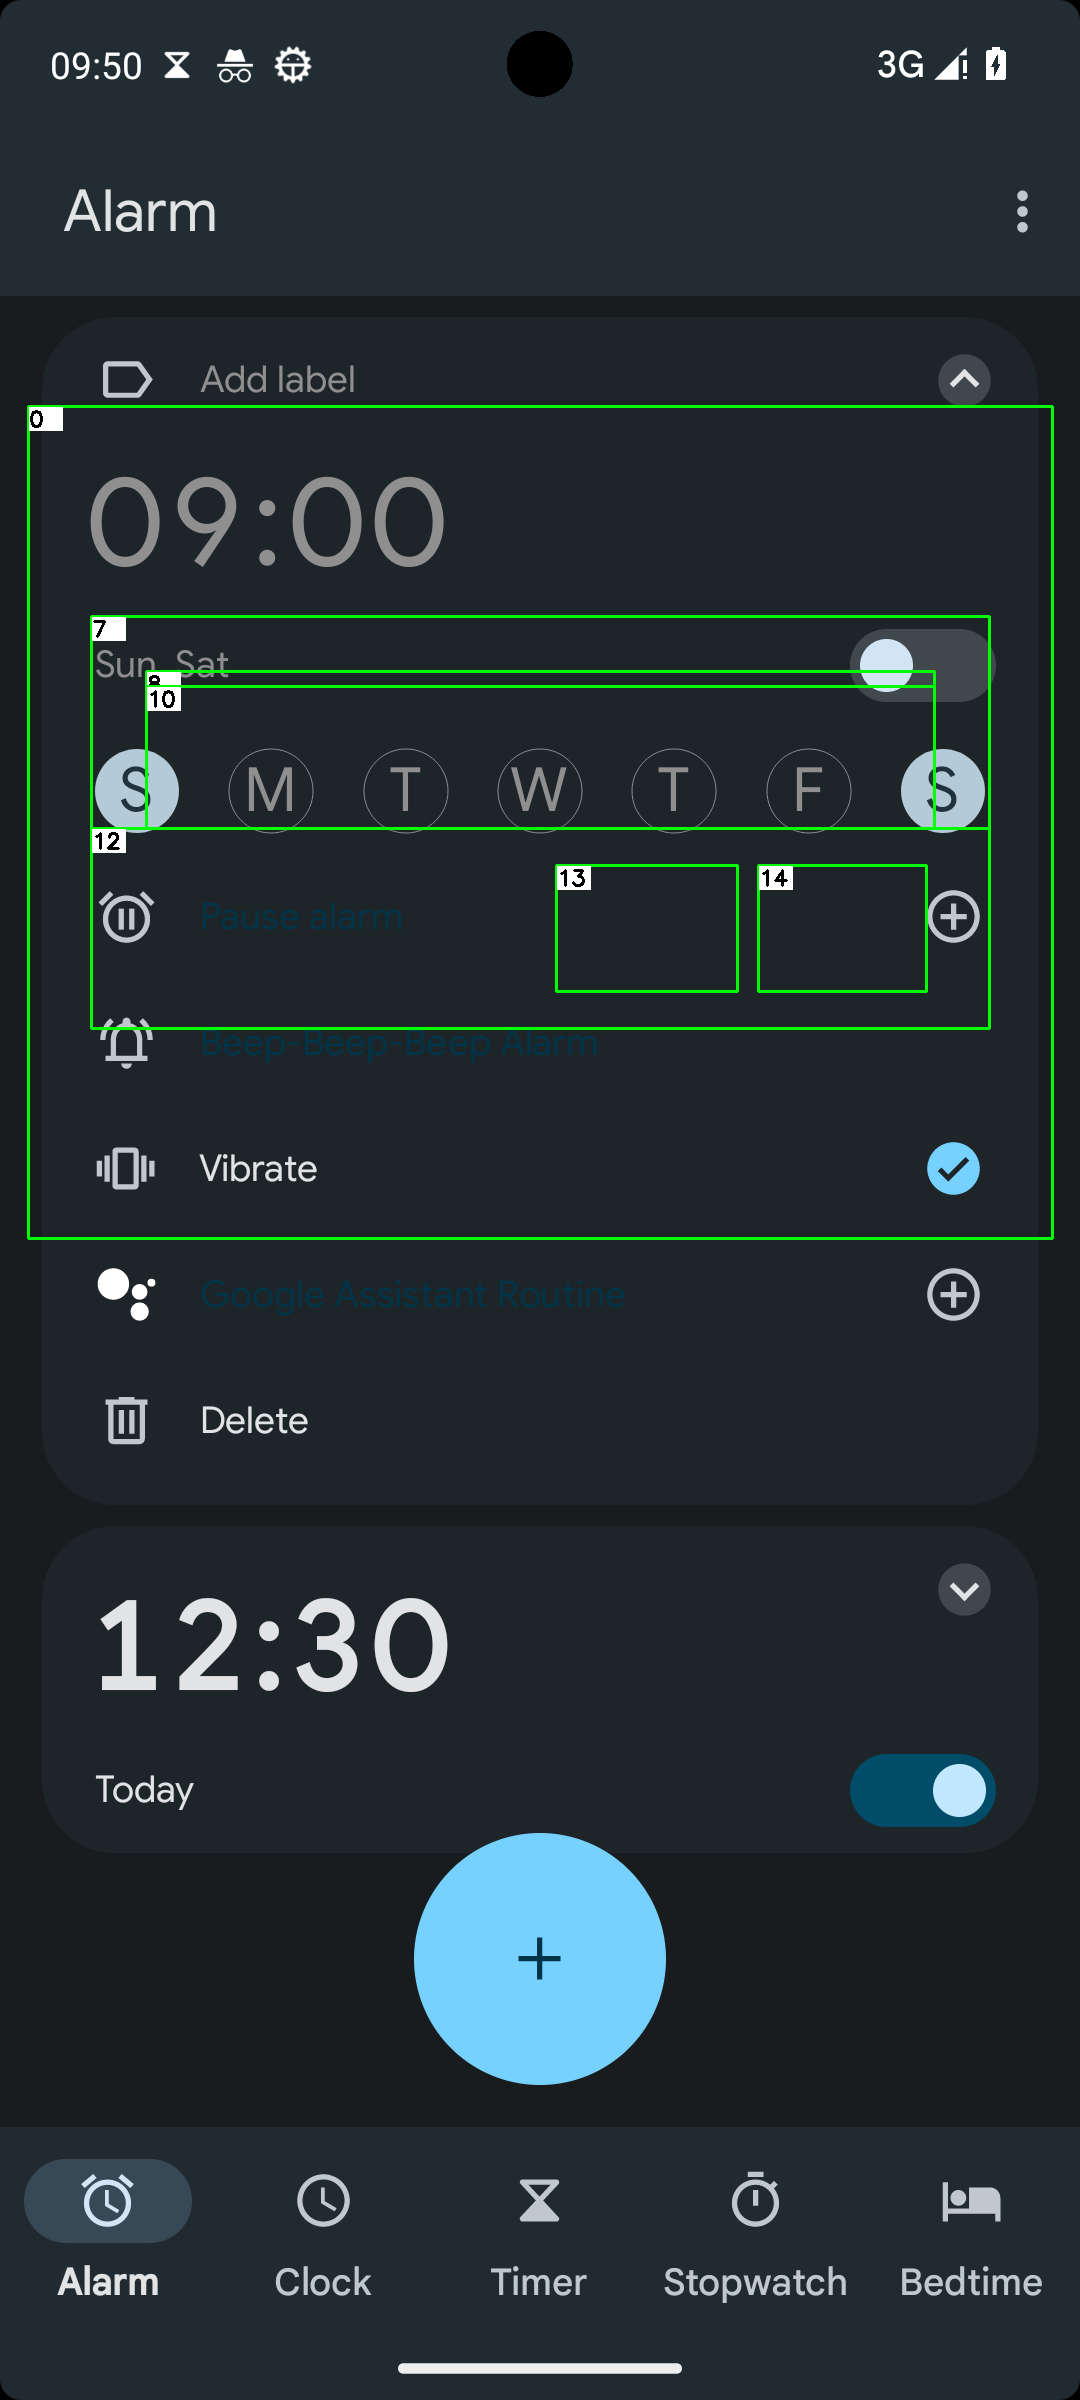 09:50
3G
Alarm
Add label
0
09:00
7
Sun, Sat
8
10
S M T W T F S
12
13
14
Pause alarm
Beep-Beep-Beep Alarm
Vibrate
Google Assistant Routine
Delete
12:30
Today
Alarm
Clock
Timer
Stopwatch
Bedtime